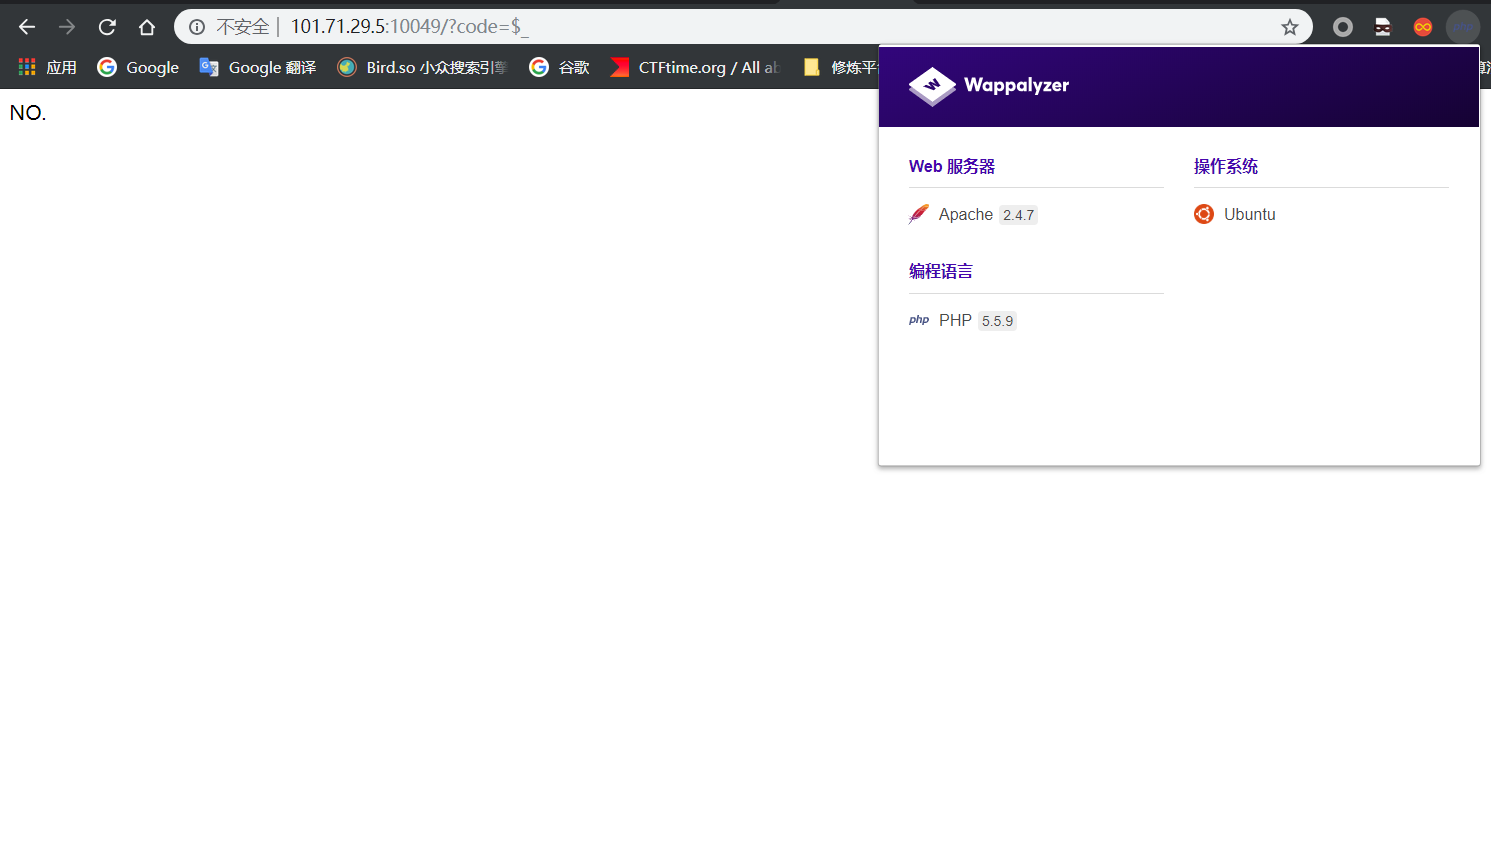 不安全 | 101.71.29.5:10049/?code=$_
应用 Google Google 翻译 Bird.so 小众搜索引擎 谷歌 CTFtime.org / All ab 修炼平
NO.
Wappalyzer
Web 服务器 操作系统
Apache 2.4.7 Ubuntu
编程语言
php PHP 5.5.9